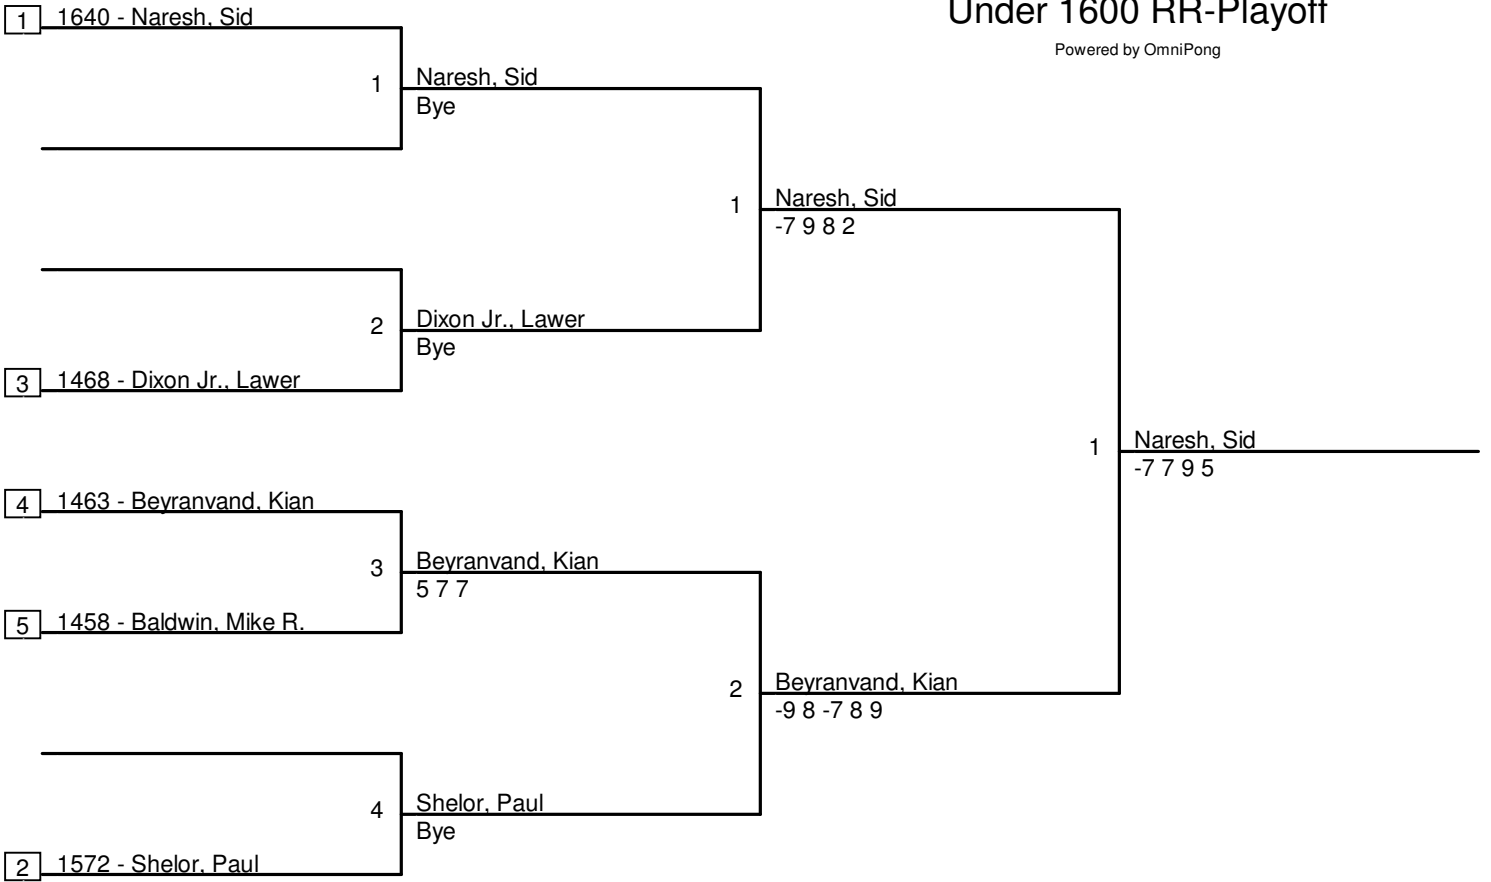 Under 1600 RR-Playoff
Powered by OmniPong
1 1640 - Naresh, Sid
1 Naresh, Sid
Bye
1 Naresh, Sid
-7 9 8 2
2 Dixon Jr., Lawer
Bye
3 1468 - Dixon Jr., Lawer
1 Naresh, Sid
-7 7 9 5
4 1463 - Beyranvand, Kian
3 Beyranvand, Kian
5 7 7
5 1458 - Baldwin, Mike R.
2 Beyranvand, Kian
-9 8 -7 8 9
4 Shelor, Paul
Bye
2 1572 - Shelor, Paul